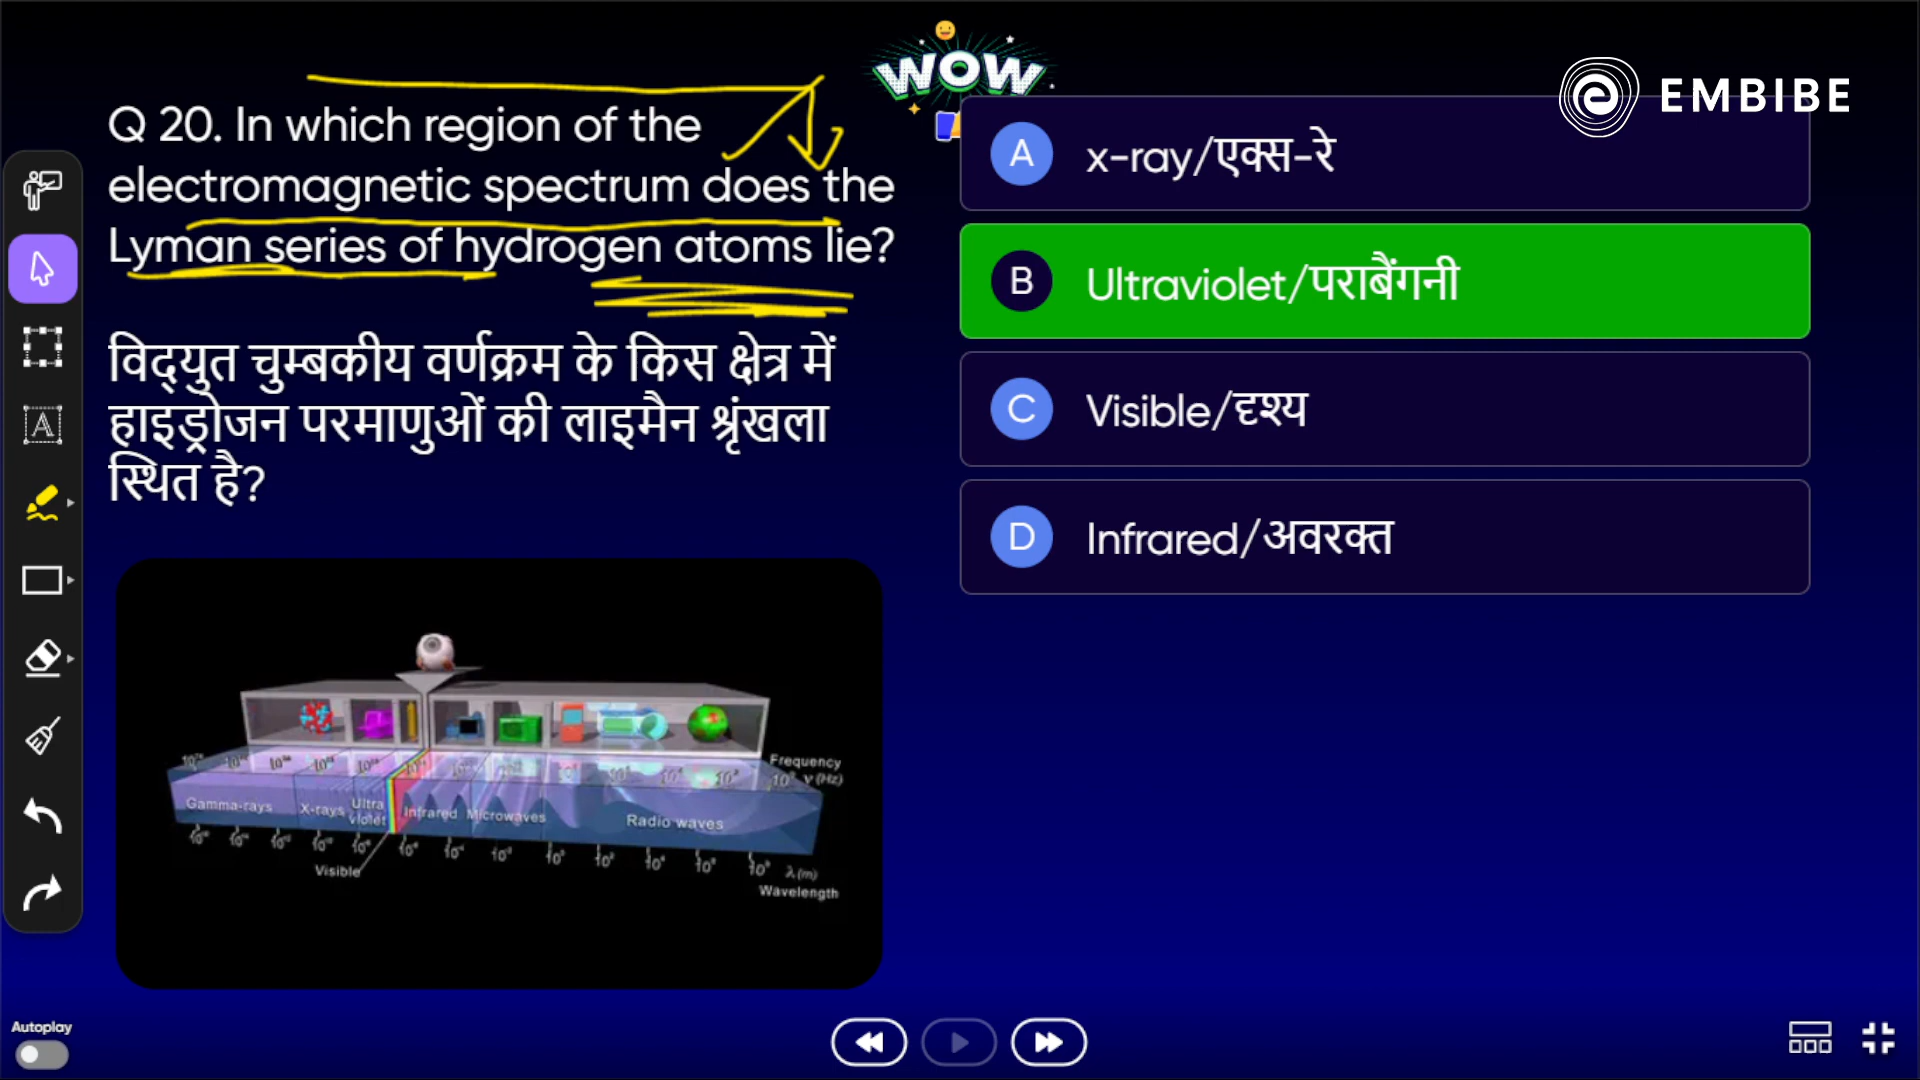 WOW
EMBIBE
Q 20. In which region of the
electromagnetic spectrum does the
Lyman series of hydrogen atoms lie?
विद्युत चुम्बकीय वर्णक्रम के किस क्षेत्र में
हाइड्रोजन परमाणुओं की लाइमैन श्रृंखला
स्थित है?
A x-ray/एक्स-रे
B Ultraviolet/पराबैंगनी
C Visible/दृश्य
D Infrared/अवरक्त
Frequency
ν (Hz)
Gamma-rays
X-rays
Ultra
violet
Infrared
Microwaves
Radio waves
Visible
λ (m)
Wavelength
Autoplay